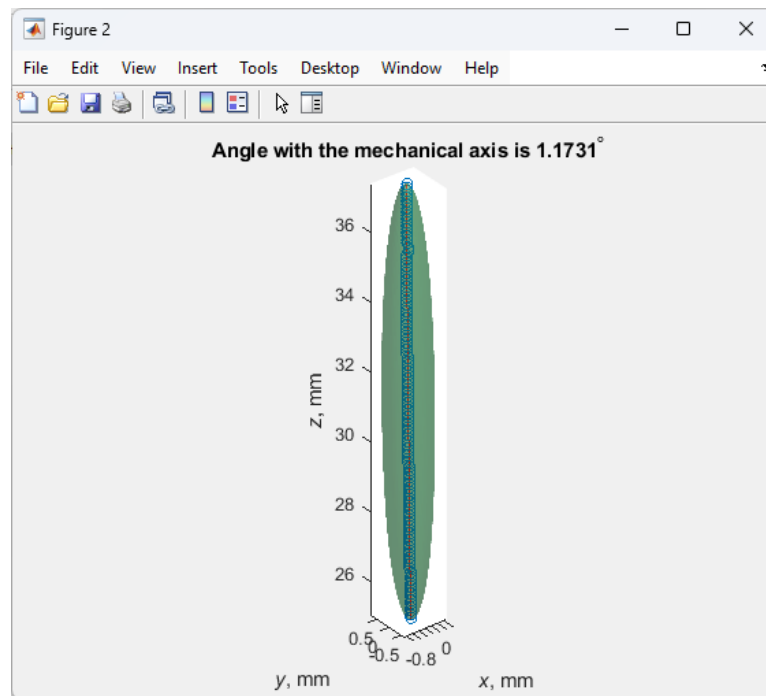 Figure 2
File Edit View Insert Tools Desktop Window Help
Angle with the mechanical axis is 1.1731°
36
34
32
30
28
26
z, mm
0.5 0 -0.5 -0.8 0
y, mm x, mm